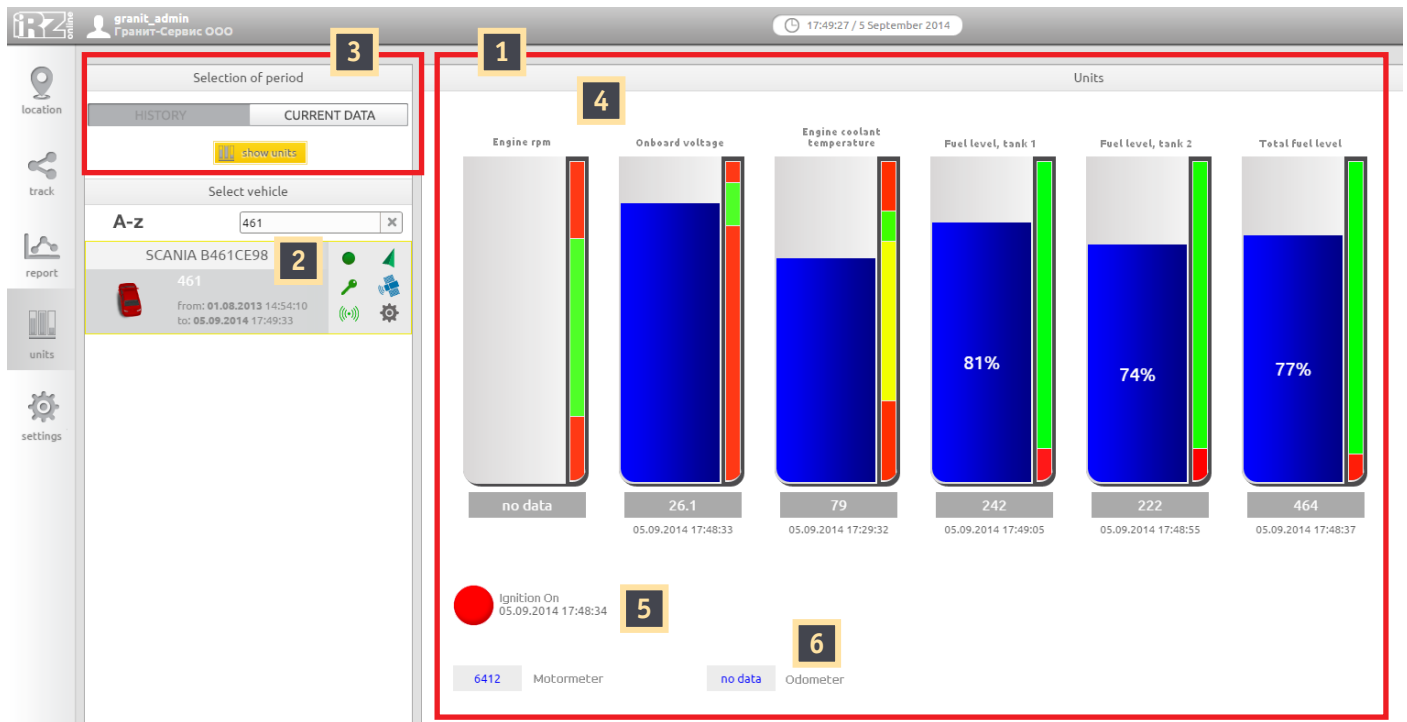 iRZ online
granit_admin
Гранит-Сервис ООО
17:49:27 / 5 September 2014
3
1
Selection of period
Units
location
HISTORY
CURRENT DATA
4
show units
Engine rpm
Onboard voltage
Engine coolant
temperature
Fuel level, tank 1
Fuel level, tank 2
Total fuel level
track
Select vehicle
A-z
461
report
SCANIA B461CE98
2
461
from: 01.08.2013 14:54:10
to: 05.09.2014 17:49:33
units
81%
74%
77%
settings
no data
26.1
79
242
222
464
05.09.2014 17:48:33
05.09.2014 17:29:32
05.09.2014 17:49:05
05.09.2014 17:48:55
05.09.2014 17:48:37
Ignition On
05.09.2014 17:48:34
5
6
6412
Motormeter
no data
Odometer